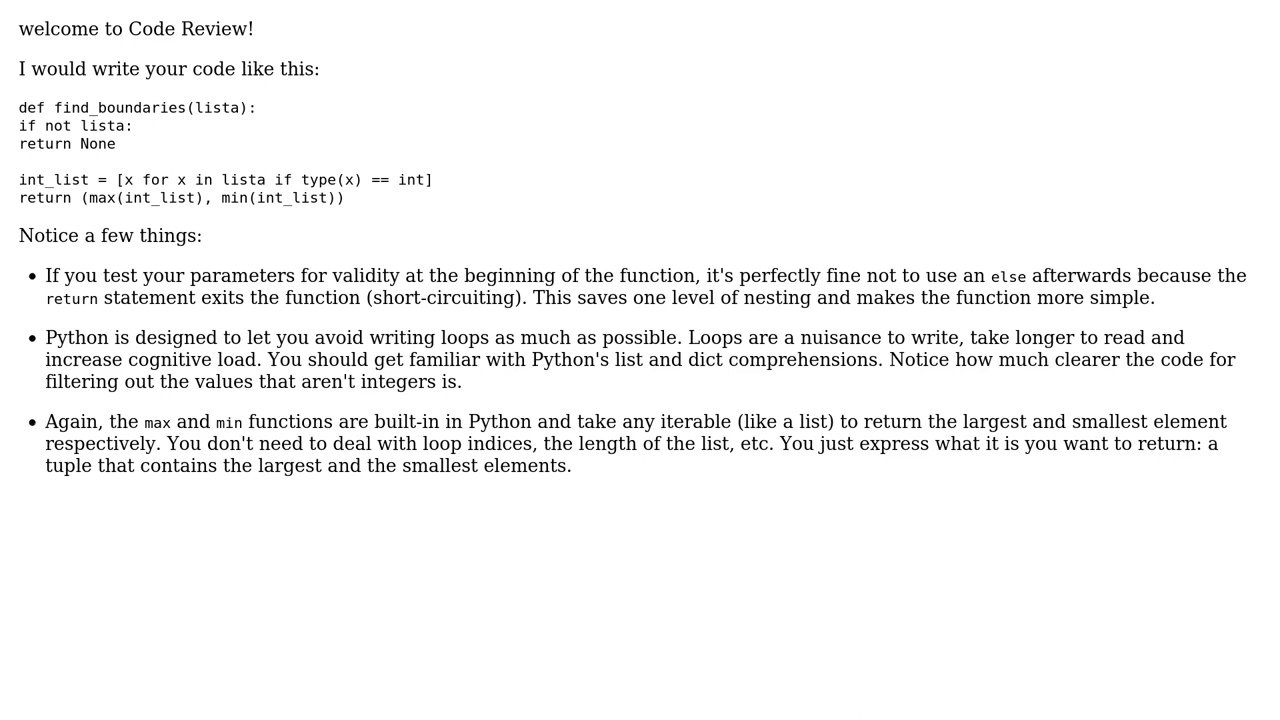 welcome to Code Review!
I would write your code like this:
def find_boundaries(lista):
if not lista:
return None
int_list = [x for x in lista if type(x) == int]
return (max(int_list), min(int_list))
Notice a few things:
• If you test your parameters for validity at the beginning of the function, it's perfectly fine not to use an else afterwards because the
return statement exits the function (short-circuiting). This saves one level of nesting and makes the function more simple.
• Python is designed to let you avoid writing loops as much as possible. Loops are a nuisance to write, take longer to read and
increase cognitive load. You should get familiar with Python's list and dict comprehensions. Notice how much clearer the code for
filtering out the values that aren't integers is.
• Again, the max and min functions are built-in in Python and take any iterable (like a list) to return the largest and smallest element
respectively. You don't need to deal with loop indices, the length of the list, etc. You just express what it is you want to return: a
tuple that contains the largest and the smallest elements.